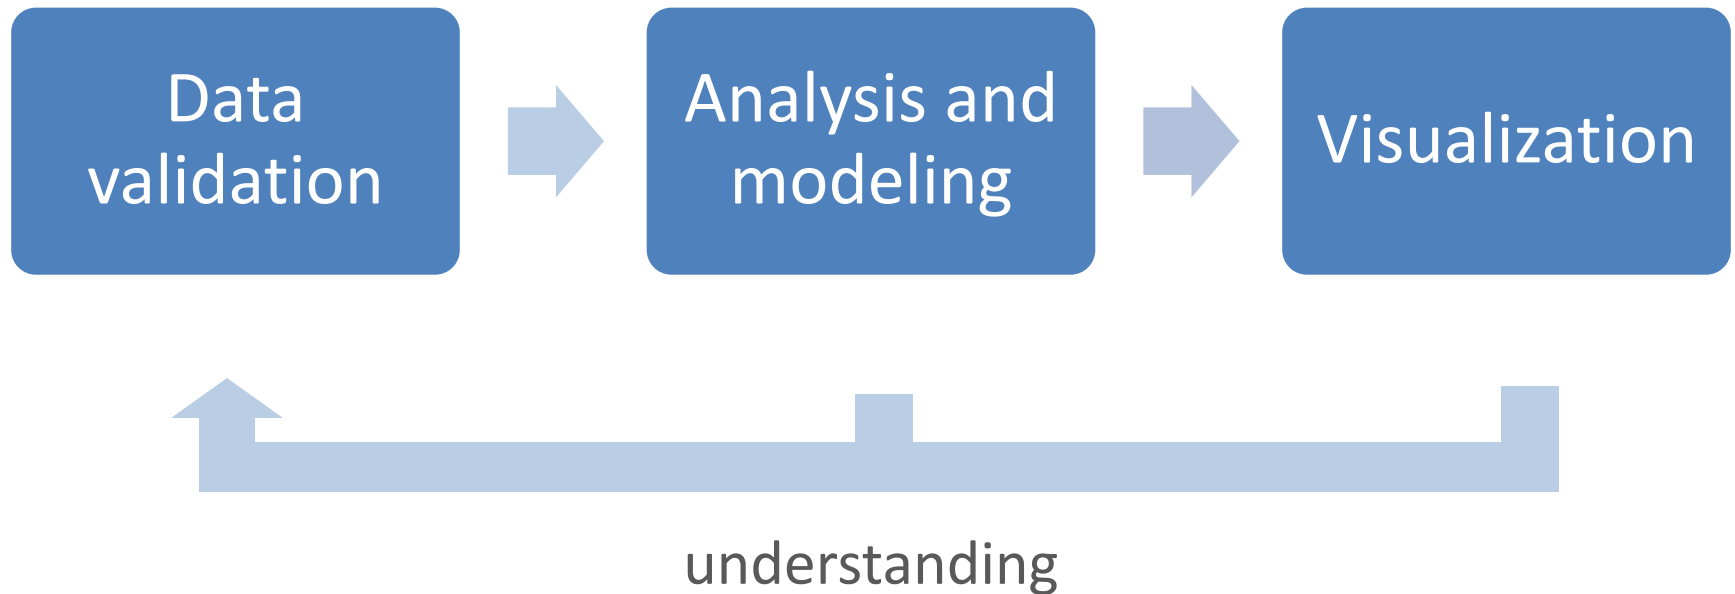 Data
validation
Analysis and
modeling
Visualization
understanding